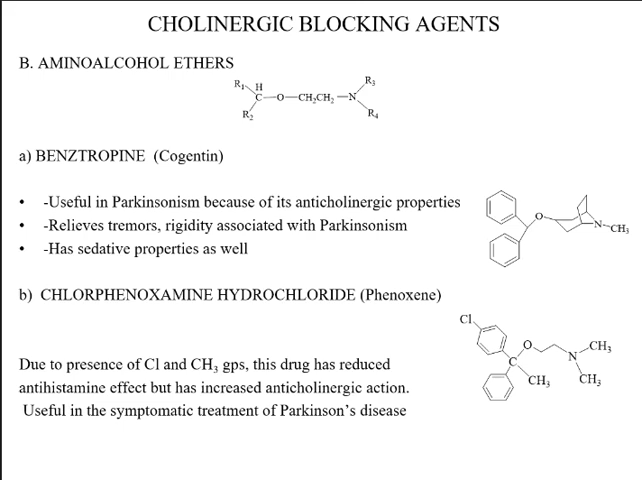 CHOLINERGIC BLOCKING AGENTS
B. AMINOALCOHOL ETHERS
R₁ H R₃
C—O—CH₂CH₂—N
R₂ R₄
a) BENZTROPINE (Cogentin)
• -Useful in Parkinsonism because of its anticholinergic properties
• -Relieves tremors, rigidity associated with Parkinsonism
• -Has sedative properties as well
O N—CH₃
b) CHLORPHENOXAMINE HYDROCHLORIDE (Phenoxene)
Cl
O CH₃
C N
CH₃ CH₃
Due to presence of Cl and CH₃ gps, this drug has reduced
antihistamine effect but has increased anticholinergic action.
Useful in the symptomatic treatment of Parkinson's disease